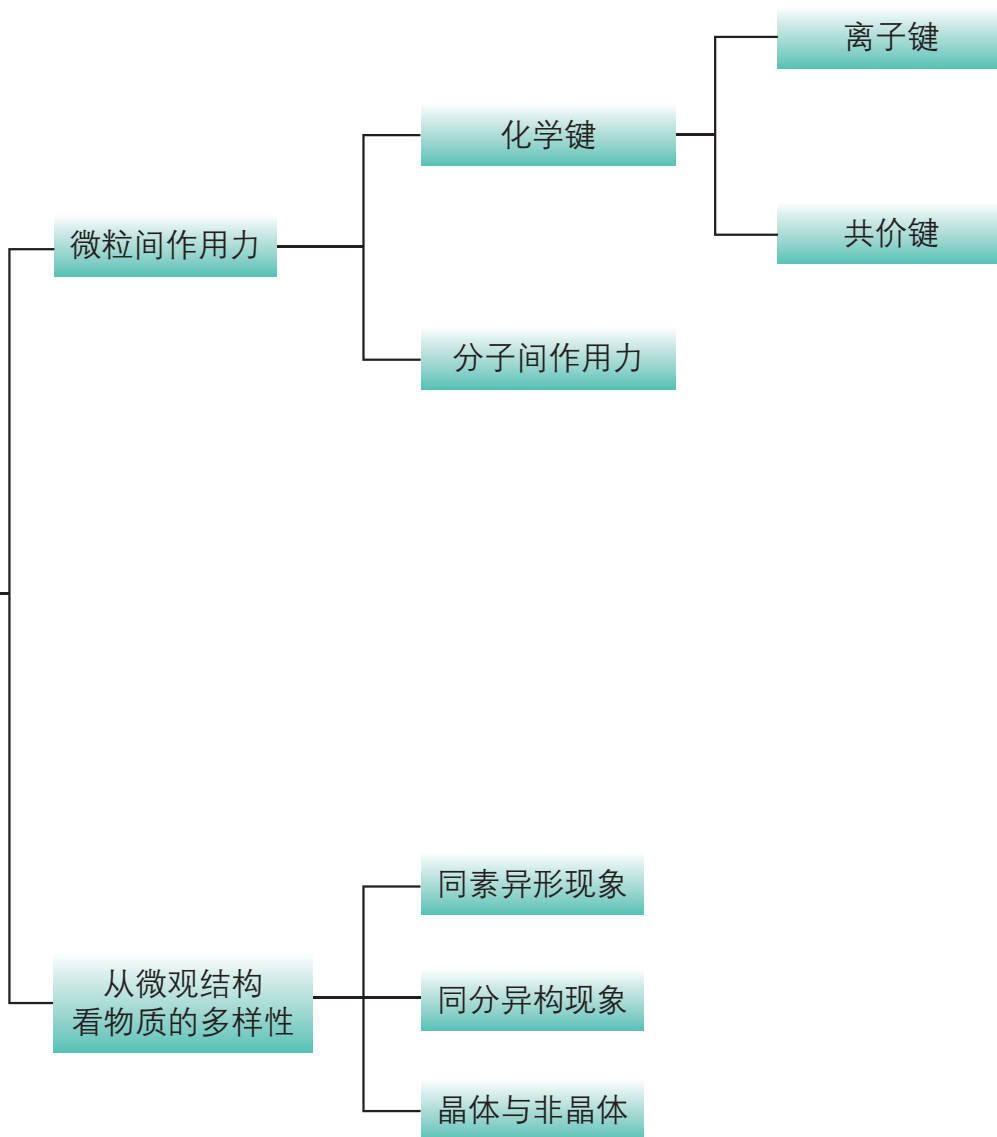 离子键
化学键
共价键
微粒间作用力
分子间作用力
同素异形现象
从微观结构
看物质的多样性
同分异构现象
晶体与非晶体